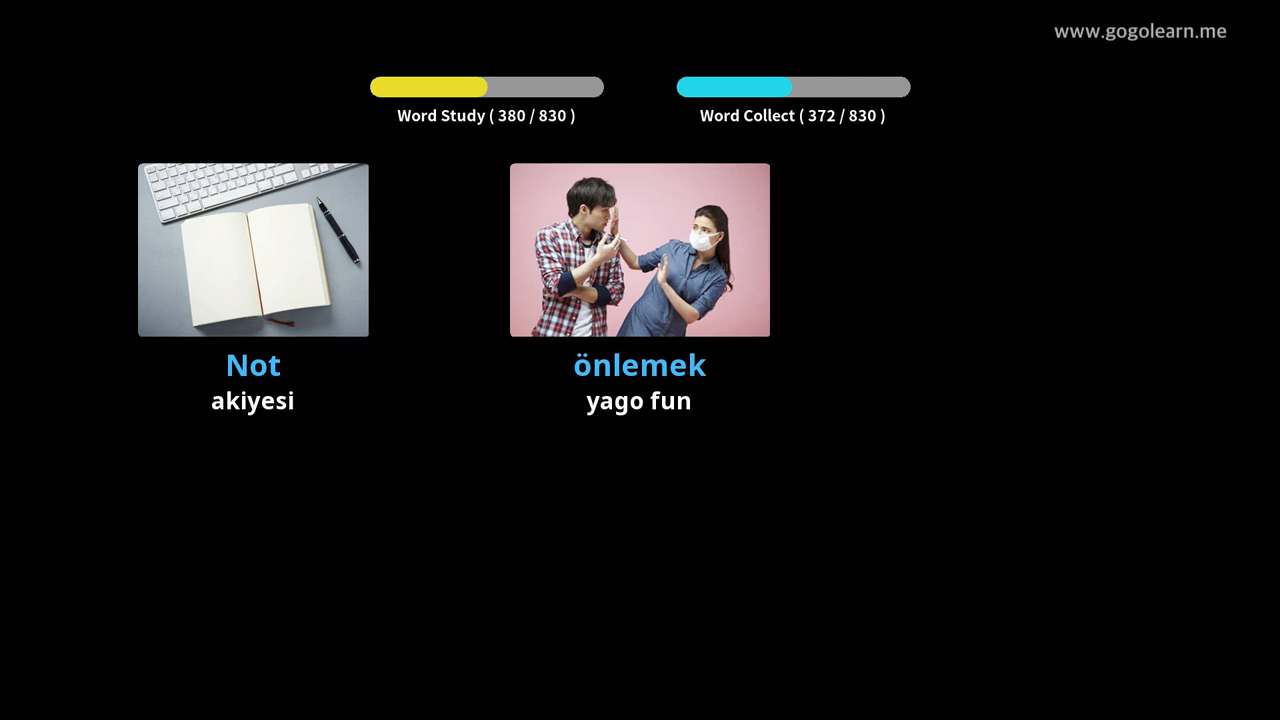 www.gogolearn.me
Word Study ( 380 / 830 )
Word Collect ( 372 / 830 )
Not
akiyesi
önlemek
yago fun